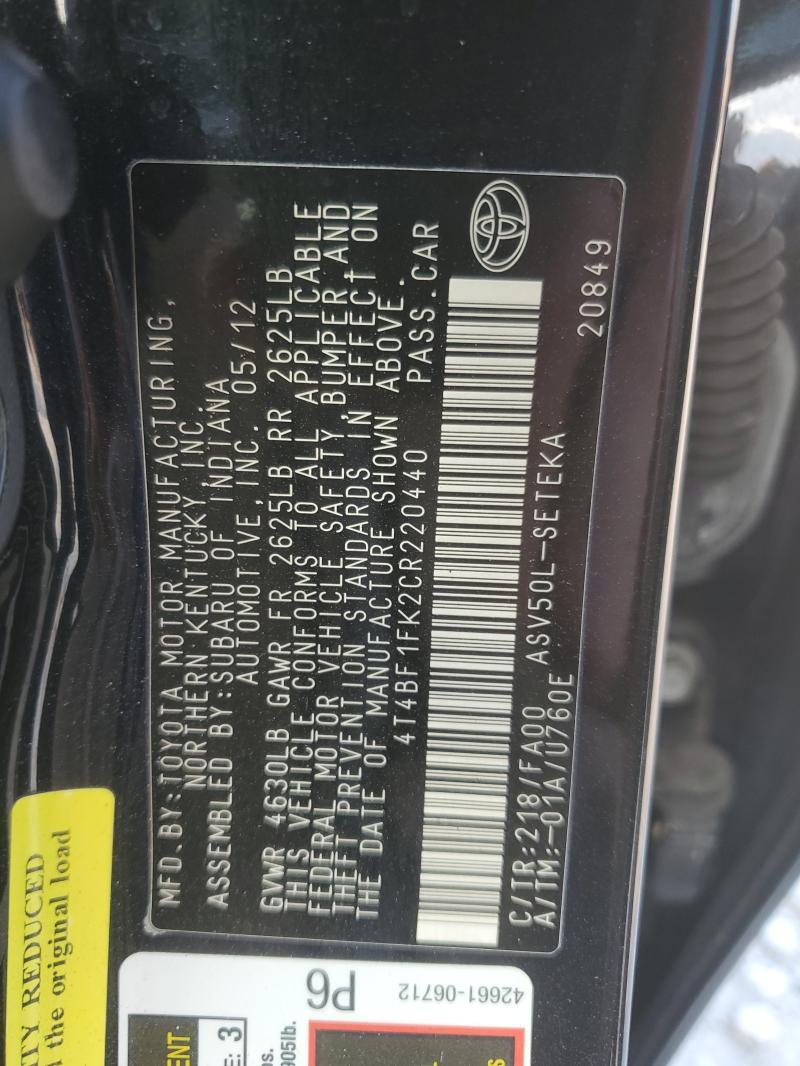 MFD.BY:TOYOTA MOTOR MANUFACTURING,
NORTHERN KENTUCKY, INC.
ASSEMBLED BY:SUBARU OF INDIANA
AUTOMOTIVE, INC. 05/12
GVWR 4630LB GAWR FR 2625LB RR 2625LB
THIS VEHICLE CONFORMS TO ALL APPLICABLE
FEDERAL MOTOR VEHICLE SAFETY, BUMPER AND
THEFT PREVENTION STANDARDS IN EFFECT ON
THE DATE OF MANUFACTURE SHOWN ABOVE.
4T4BF1FK2CR220440 PASS.CAR
C/TR:218/FA00 ASV50L-SETEKA
A/TM:-01A/U760E 20849
TY REDUCED
the original load
P6
42661-06712
ENT
E: 3
905lb.